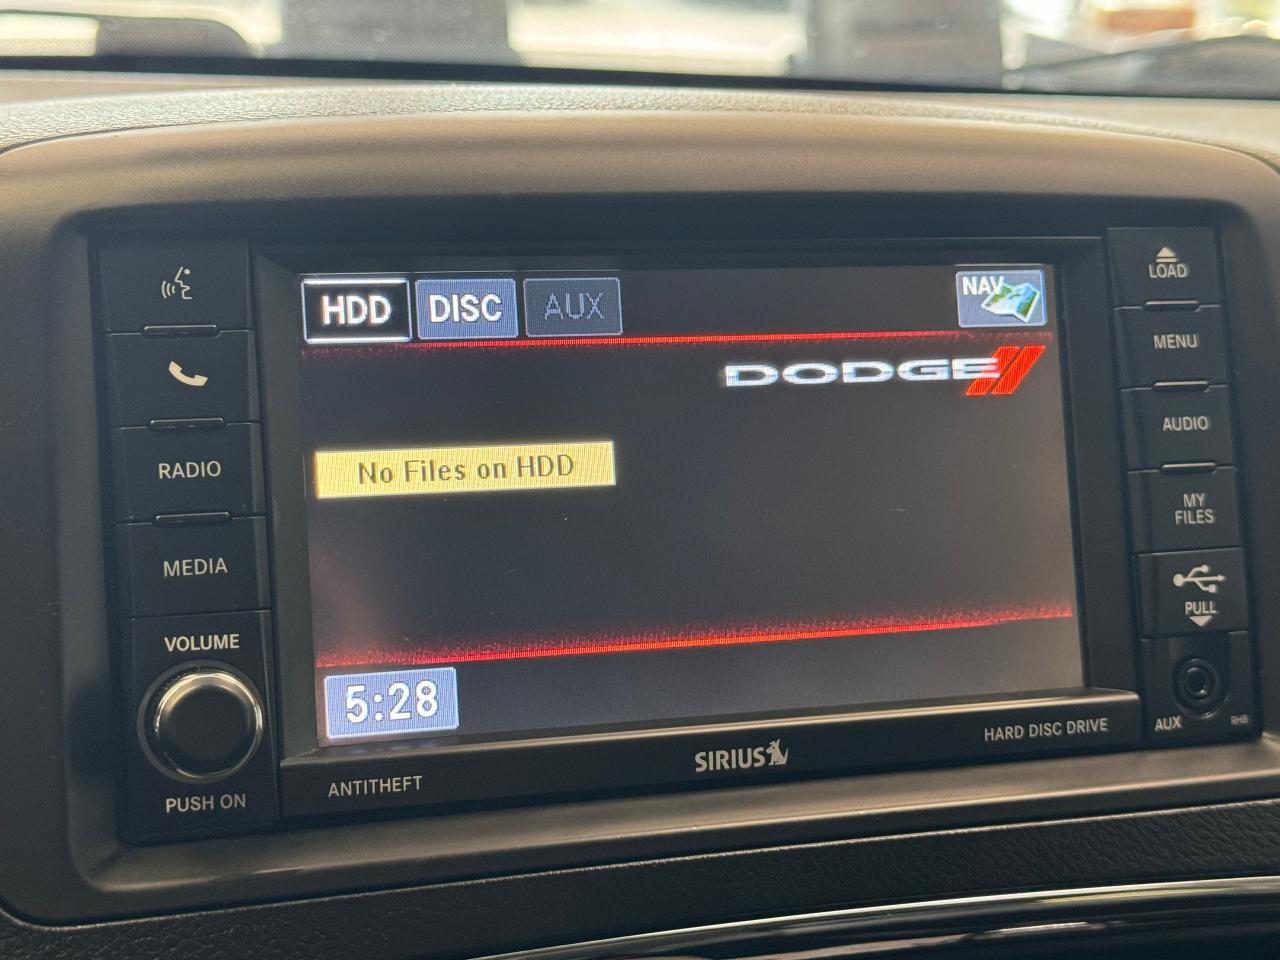 HDD DISC AUX NAV
DODGE
No Files on HDD
5:28
RADIO
MEDIA
VOLUME
PUSH ON
ANTITHEFT
SIRIUS
HARD DISC DRIVE
LOAD
MENU
AUDIO
MY
FILES
PULL
AUX
RHB